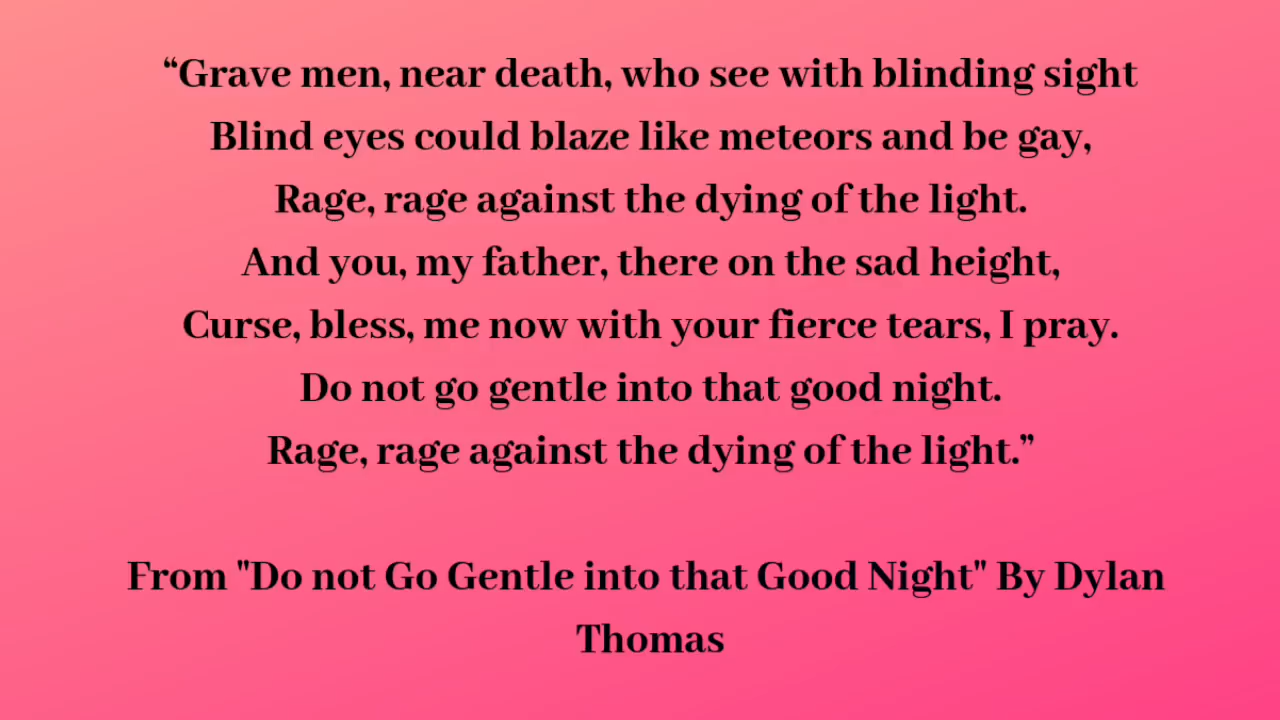 “Grave men, near death, who see with blinding sight
Blind eyes could blaze like meteors and be gay,
Rage, rage against the dying of the light.
And you, my father, there on the sad height,
Curse, bless, me now with your fierce tears, I pray.
Do not go gentle into that good night.
Rage, rage against the dying of the light.”
From "Do not Go Gentle into that Good Night" By Dylan
Thomas